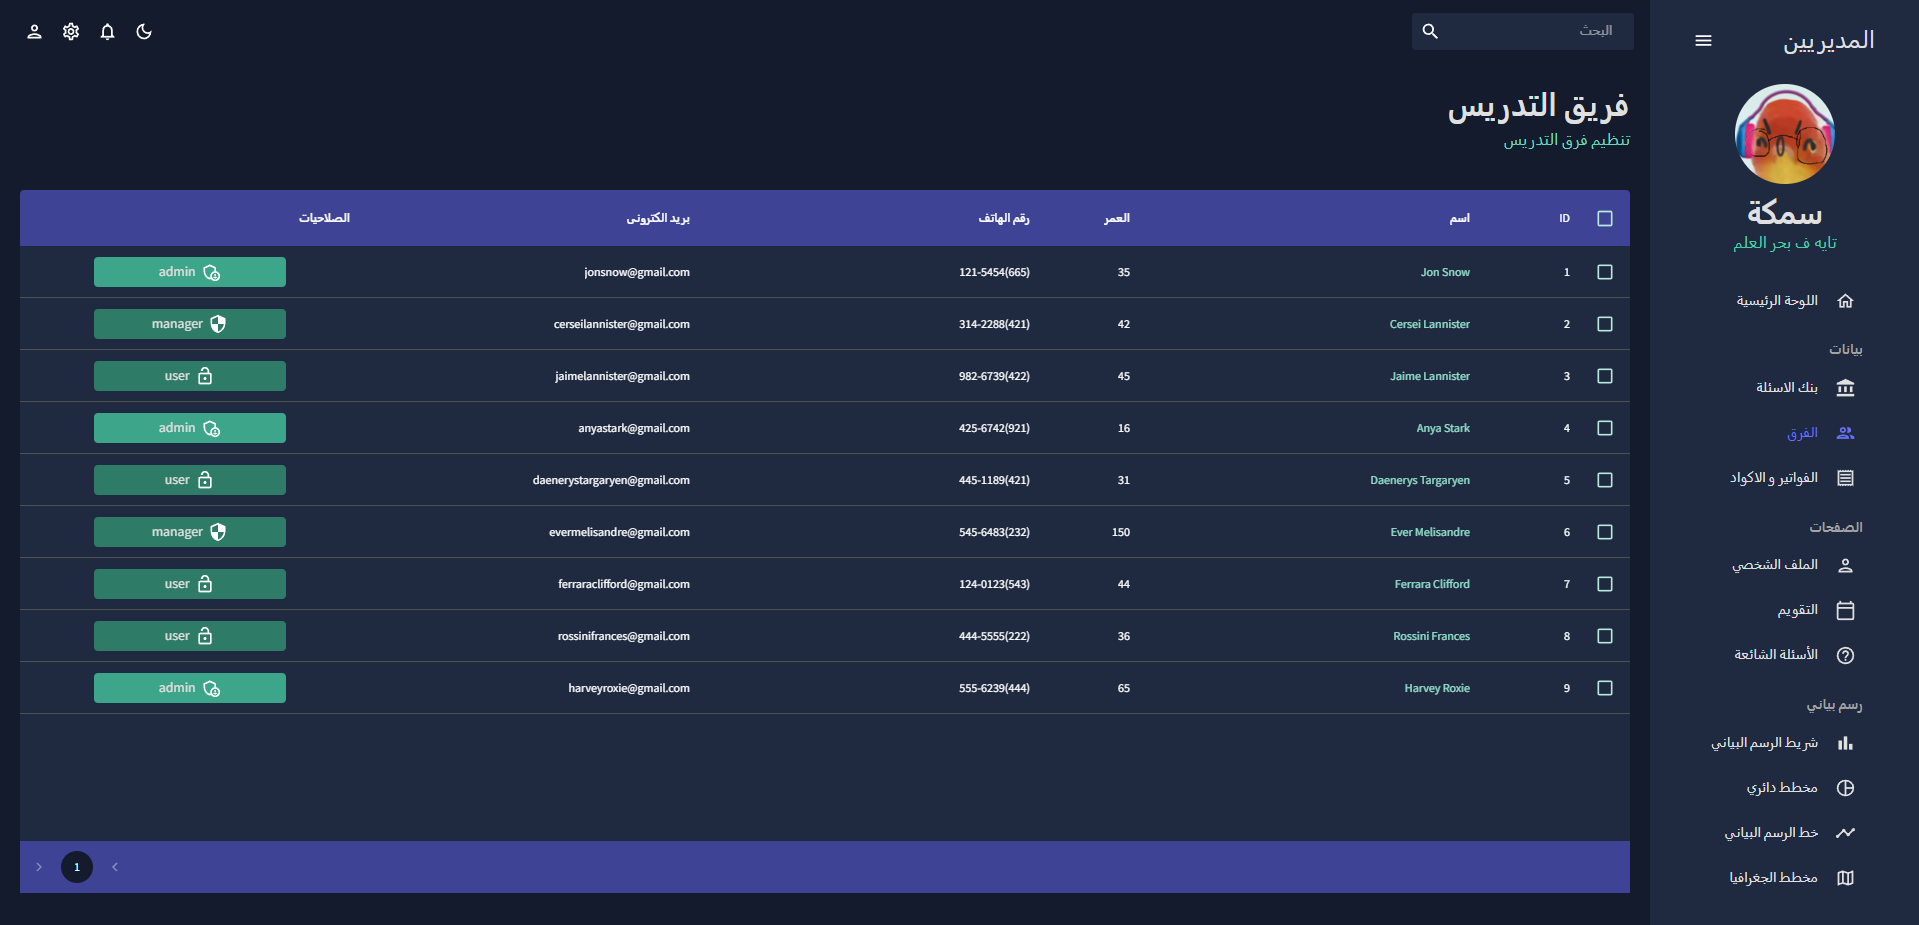 المديريين
سمكة
تايه ف بحر العلم
اللوحة الرئيسية
بيانات
بنك الاسئلة
الفرق
الفواتير و الاكواد
الصفحات
الملف الشخصي
التقويم
الأسئلة الشائعة
رسم بياني
شريط الرسم البياني
مخطط دائري
خط الرسم البياني
مخطط الجغرافيا
البحث
فريق التدريس
تنظيم فرق التدريس
ID اسم العمر رقم الهاتف بريد الكترونى الصلاحيات
1 Jon Snow 35 121-5454(665) jonsnow@gmail.com admin
2 Cersei Lannister 42 314-2288(421) cerseilannister@gmail.com manager
3 Jaime Lannister 45 982-6739(422) jaimelannister@gmail.com user
4 Anya Stark 16 425-6742(921) anyastark@gmail.com admin
5 Daenerys Targaryen 31 445-1189(421) daenerystargaryen@gmail.com user
6 Ever Melisandre 150 545-6483(232) evermelisandre@gmail.com manager
7 Ferrara Clifford 44 124-0123(543) ferraraclifford@gmail.com user
8 Rossini Frances 36 444-5555(222) rossinifrances@gmail.com user
9 Harvey Roxie 65 555-6239(444) harveyroxie@gmail.com admin
1